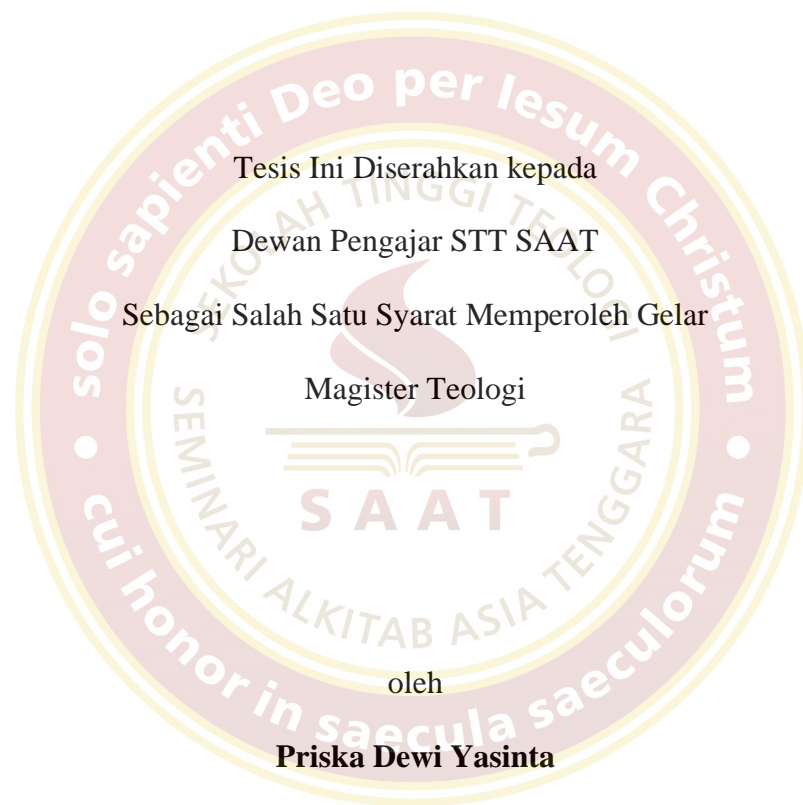 Tesis Ini Diserahkan kepada
Dewan Pengajar STT SAAT
Sebagai Salah Satu Syarat Memperoleh Gelar
Magister Teologi
oleh
Priska Dewi Yasinta
solo sapienti Deo per Iesum Christum
cui honor in saecula saeculorum
SEKOLAH TINGGI TEOLOGI
SEMINARI ALKITAB ASIA TENGGARA
SAAT